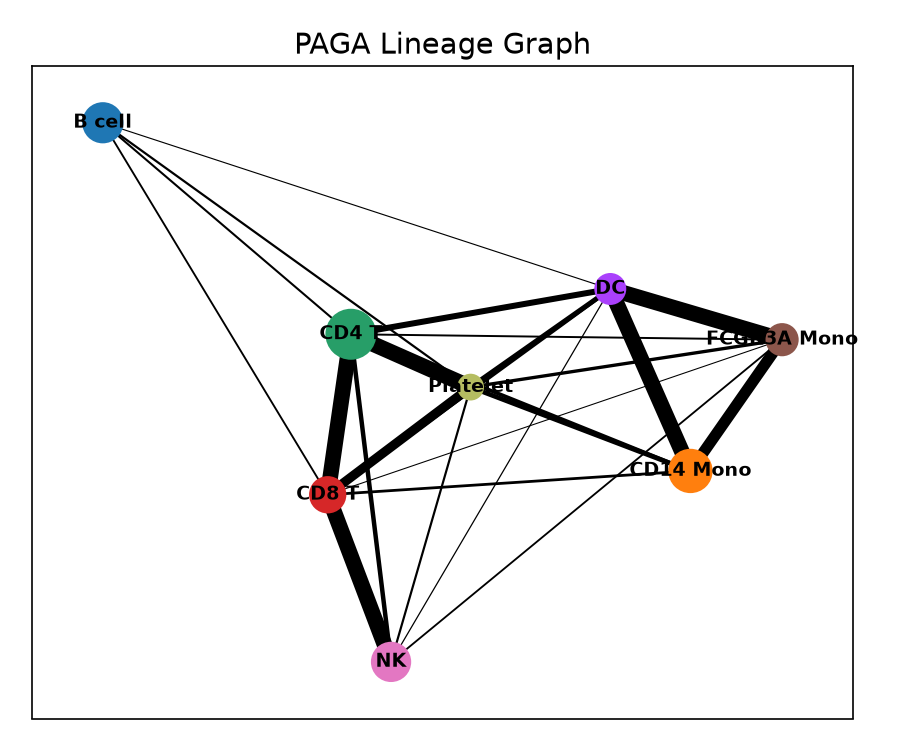 PAGA Lineage Graph
B cell
DC
CD4 T
FCGR3A Mono
Platelet
CD14 Mono
CD8 T
NK